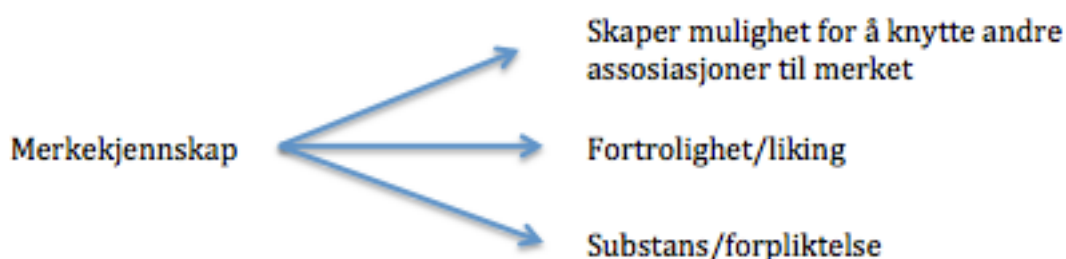 Skaper mulighet for å knytte andre
assosiasjoner til merket
Merkekjennskap
Fortrolighet/liking
Substans/forpliktelse